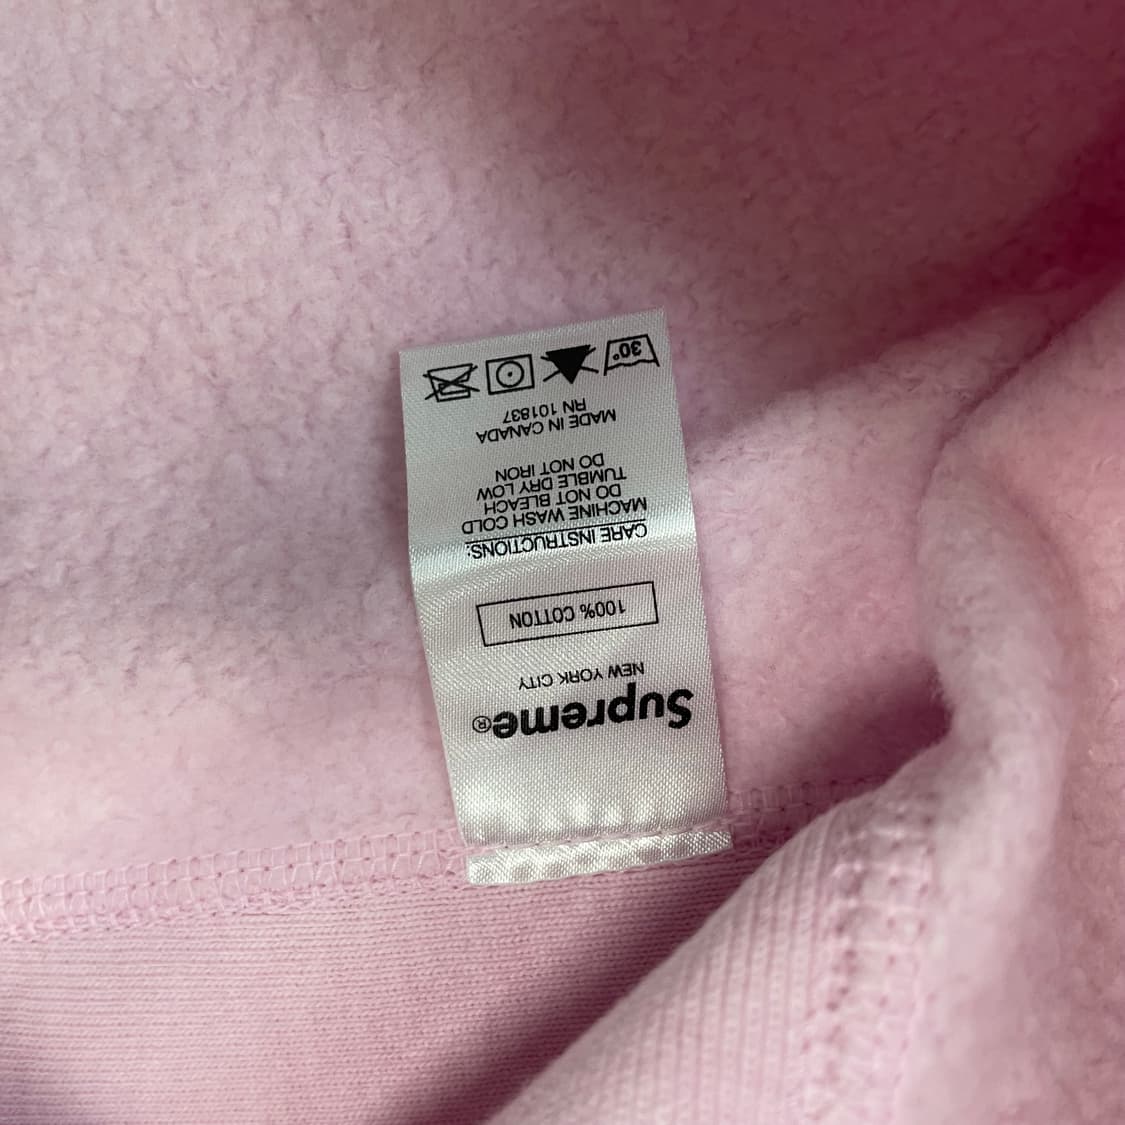 Supreme®
NEW YORK CITY
100% COTTON
CARE INSTRUCTIONS:
MACHINE WASH COLD
DO NOT BLEACH
TUMBLE DRY LOW
DO NOT IRON
MADE IN CANADA
RN 101837
30°